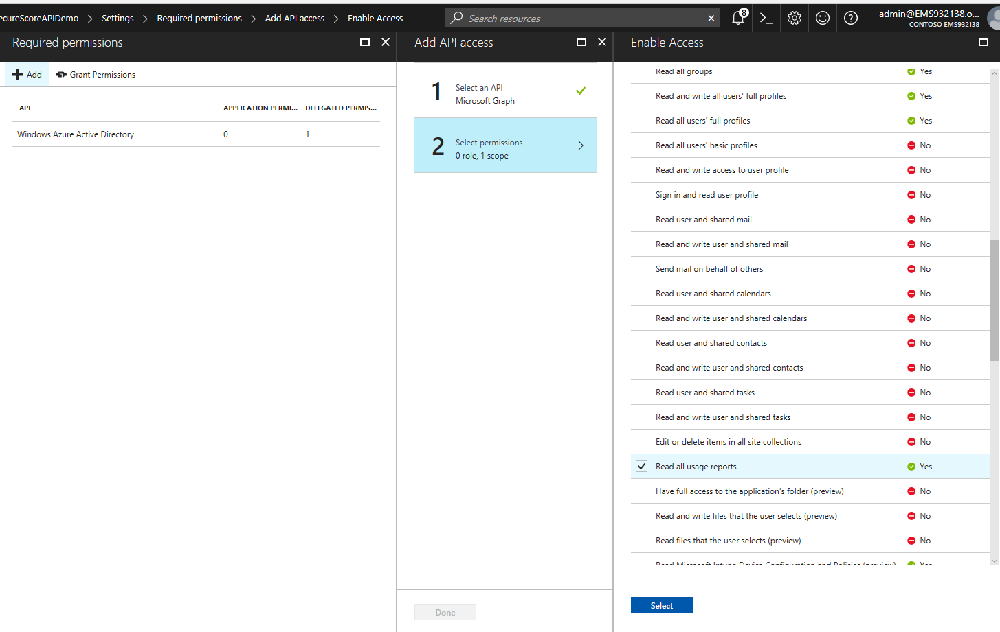 ecureScoreAPIDemo > Settings > Required permissions > Add API access > Enable Access
Search resources
8
admin@EMS932138.o...
CONTOSO EMS932138
Required permissions
Add
Grant Permissions
API APPLICATION PERMI... DELEGATED PERMIS...
Windows Azure Active Directory 0 1
Add API access
1
Select an API
Microsoft Graph
2
Select permissions
0 role, 1 scope
Done
Enable Access
Read all groups Yes
Read and write all users' full profiles Yes
Read all users' full profiles Yes
Read all users' basic profiles No
Read and write access to user profile No
Sign in and read user profile No
Read user and shared mail No
Read and write user and shared mail No
Send mail on behalf of others No
Read user and shared calendars No
Read and write user and shared calendars No
Read user and shared contacts No
Read and write user and shared contacts No
Read user and shared tasks No
Read and write user and shared tasks No
Edit or delete items in all site collections No
Read all usage reports Yes
Have full access to the application's folder (preview) No
Read and write files that the user selects (preview) No
Read files that the user selects (preview) No
Read Microsoft Intune Device Configuration and Policies (preview) Yes
Select